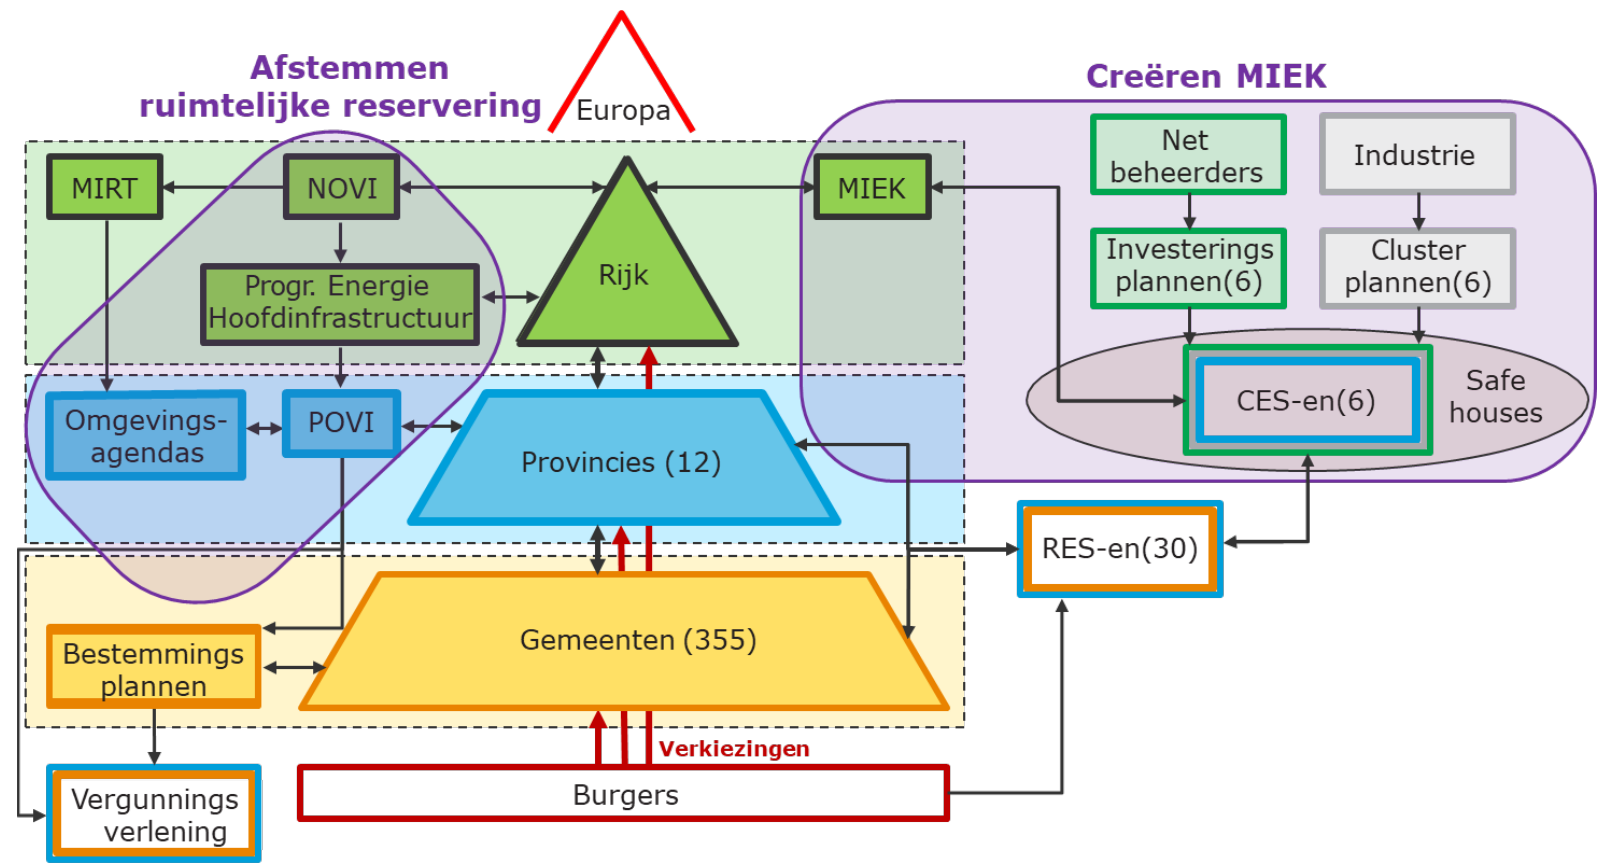 Afstemmen
ruimtelijke reservering
Europa
Creëren MIEK
MIRT
NOVI
MIEK
Net
beheerders
Industrie
Progr. Energie
Hoofdinfrastructuur
Rijk
Investerings
plannen(6)
Cluster
plannen(6)
Omgevings-
agendas
POVI
Provincies (12)
CES-en(6)
Safe
houses
RES-en(30)
Bestemmings
plannen
Gemeenten (355)
Verkiezingen
Vergunnings
verlening
Burgers